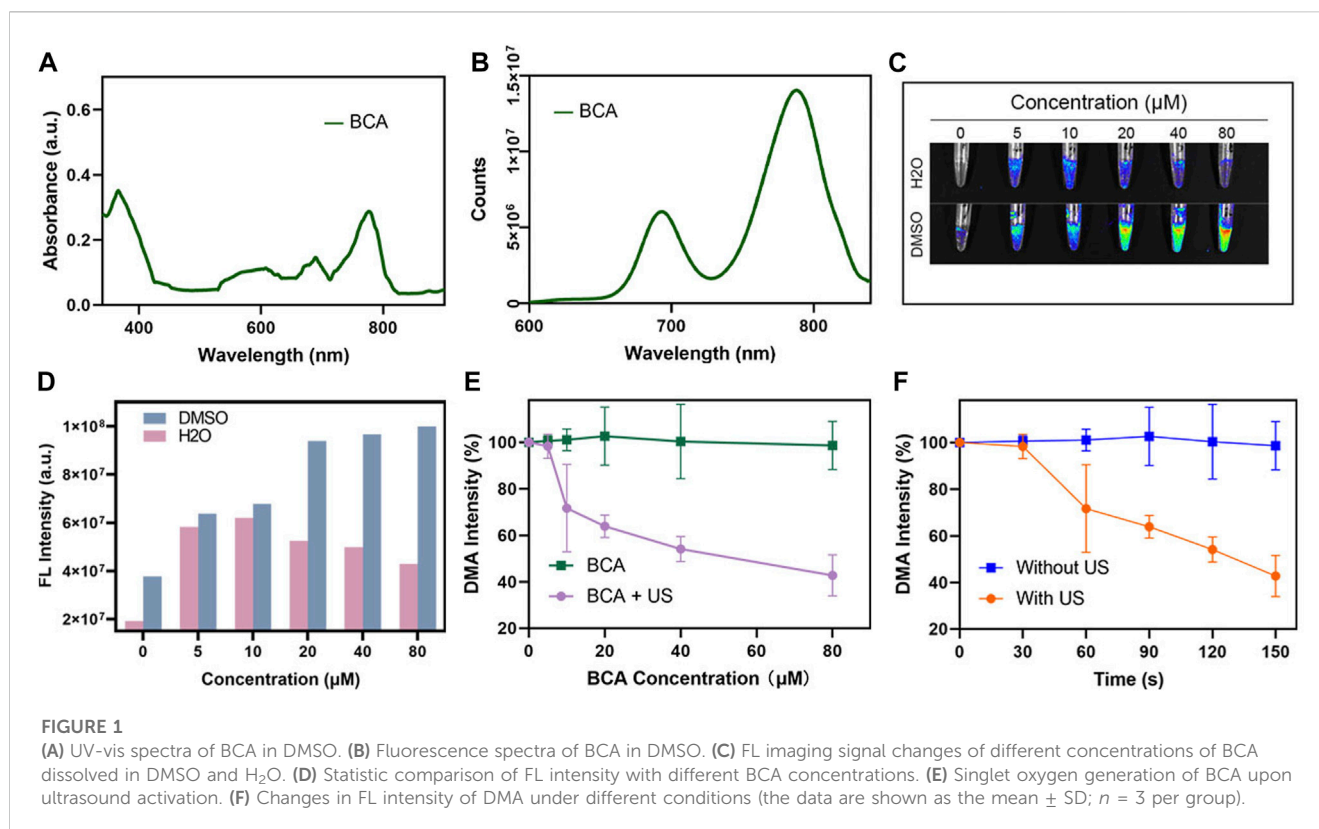 A
Absorbance (a.u.)
0.6
0.4
0.2
0.0
BCA
400
600
800
Wavelength (nm)
B
Counts
1.5×10⁷
1×10⁷
5×10⁶
0
BCA
600
700
800
Wavelength (nm)
C
Concentration (μM)
0 5 10 20 40 80
H2O
DMSO
D
FL Intensity (a.u.)
1×10⁸
8×10⁷
6×10⁷
4×10⁷
2×10⁷
DMSO
H2O
0 5 10 20 40 80
Concentration (μM)
E
DMA Intensity (%)
100
80
60
40
20
BCA
BCA + US
0 20 40 60 80
BCA Concentration（μM）
F
DMA Intensity (%)
100
80
60
40
20
Without US
With US
0 30 60 90 120 150
Time (s)
FIGURE 1
(A) UV-vis spectra of BCA in DMSO. (B) Fluorescence spectra of BCA in DMSO. (C) FL imaging signal changes of different concentrations of BCA
dissolved in DMSO and H₂O. (D) Statistic comparison of FL intensity with different BCA concentrations. (E) Singlet oxygen generation of BCA upon
ultrasound activation. (F) Changes in FL intensity of DMA under different conditions (the data are shown as the mean ± SD; n = 3 per group).